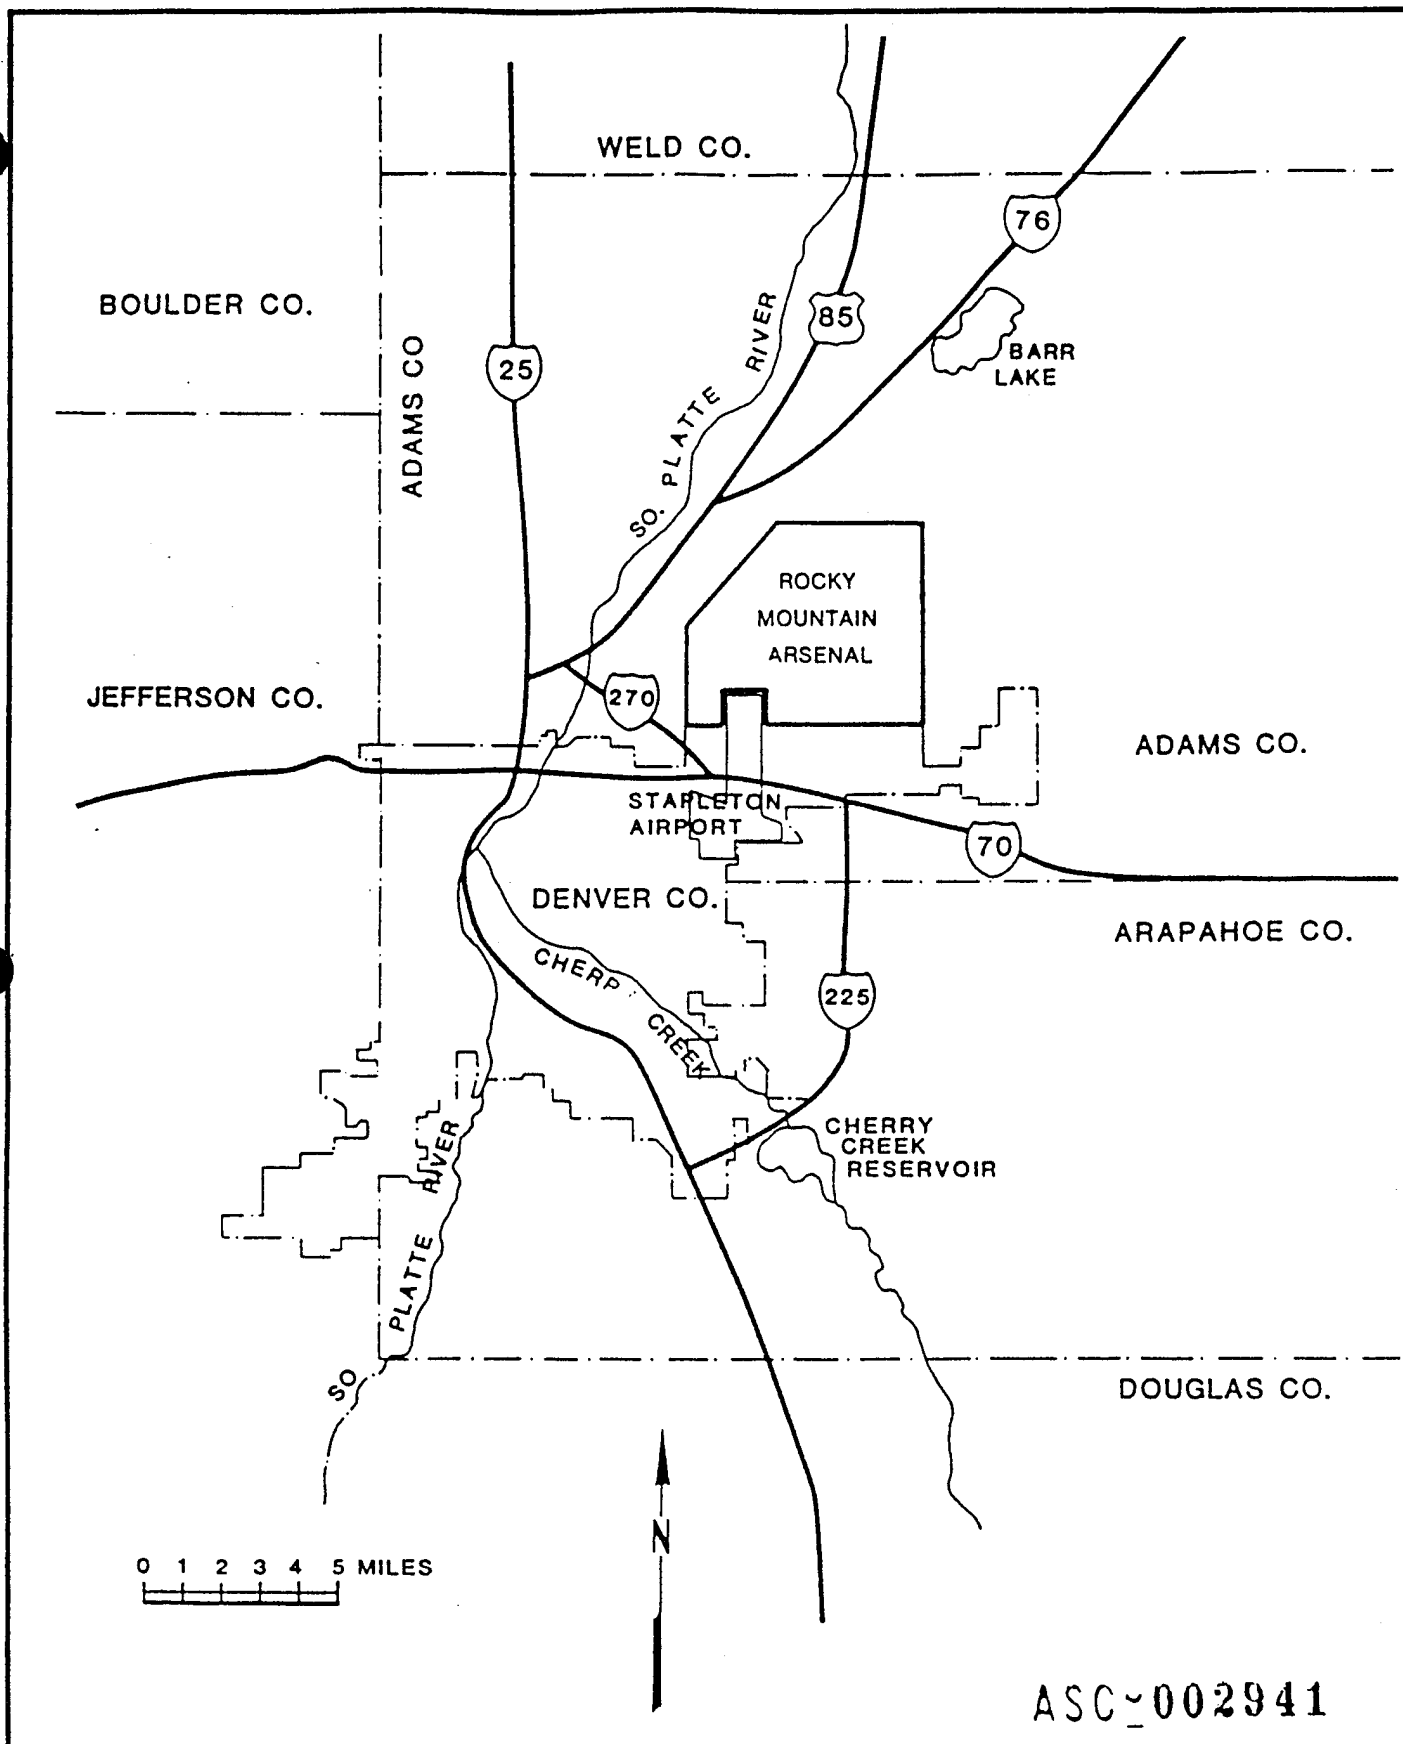 WELD CO.
76
BOULDER CO.
85
SO. PLATTE RIVER
ADAMS CO
25
BARR
LAKE
ROCKY
MOUNTAIN
ARSENAL
JEFFERSON CO.
270
ADAMS CO.
STAPLETON
AIRPORT
70
DENVER CO.
ARAPAHOE CO.
CHERP
CREEK
225
CHERRY
CREEK
RESERVOIR
SO PLATTE RIVER
DOUGLAS CO.
N
0 1 2 3 4 5 MILES
ASC-002941